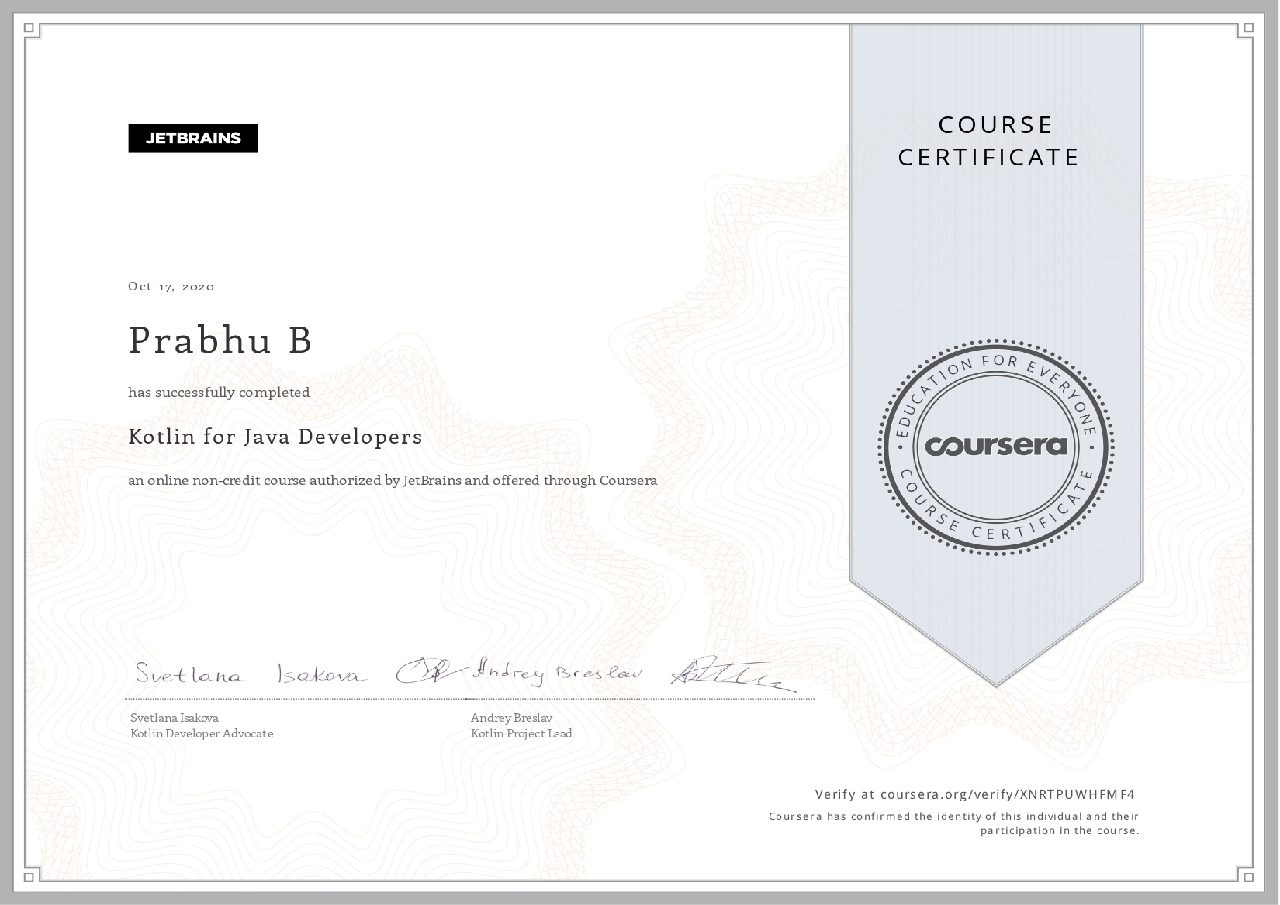 JETBRAINS
COURSE
CERTIFICATE
Oct 17, 2020
Prabhu B
has successfully completed
Kotlin for Java Developers
an online non-credit course authorized by JetBrains and offered through Coursera
EDUCATION FOR EVERYONE
coursera
COURSE CERTIFICATE
Svetlana Isakova
Andrey Breslav
Svetlana Isakova
Kotlin Developer Advocate
Andrey Breslav
Kotlin Project Lead
Verify at coursera.org/verify/XNRTPUWHFMF4
Coursera has confirmed the identity of this individual and their
participation in the course.